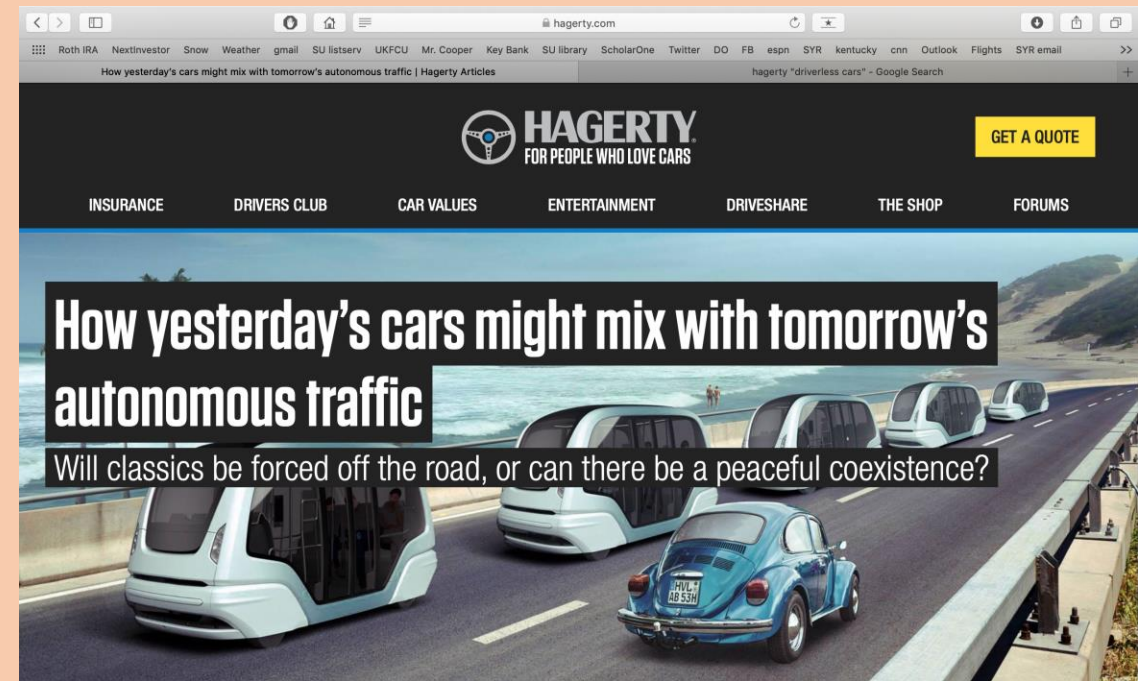 hagerty.com
Roth IRA NextInvestor Snow Weather gmail SU listserv UKFCU Mr. Cooper Key Bank SU library ScholarOne Twitter DO FB espn SYR kentucky cnn Outlook Flights SYR email >>
How yesterday's cars might mix with tomorrow's autonomous traffic | Hagerty Articles hagerty "driverless cars" - Google Search +
HAGERTY®
FOR PEOPLE WHO LOVE CARS
GET A QUOTE
INSURANCE DRIVERS CLUB CAR VALUES ENTERTAINMENT DRIVESHARE THE SHOP FORUMS
How yesterday's cars might mix with tomorrow's
autonomous traffic
Will classics be forced off the road, or can there be a peaceful coexistence?
HVL
AB 53H